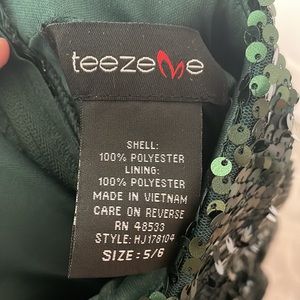 teeze me
SHELL:
100% POLYESTER
LINING:
100% POLYESTER
MADE IN VIETNAM
CARE ON REVERSE
RN 48533
STYLE: HJ178104
SIZE: 5/6